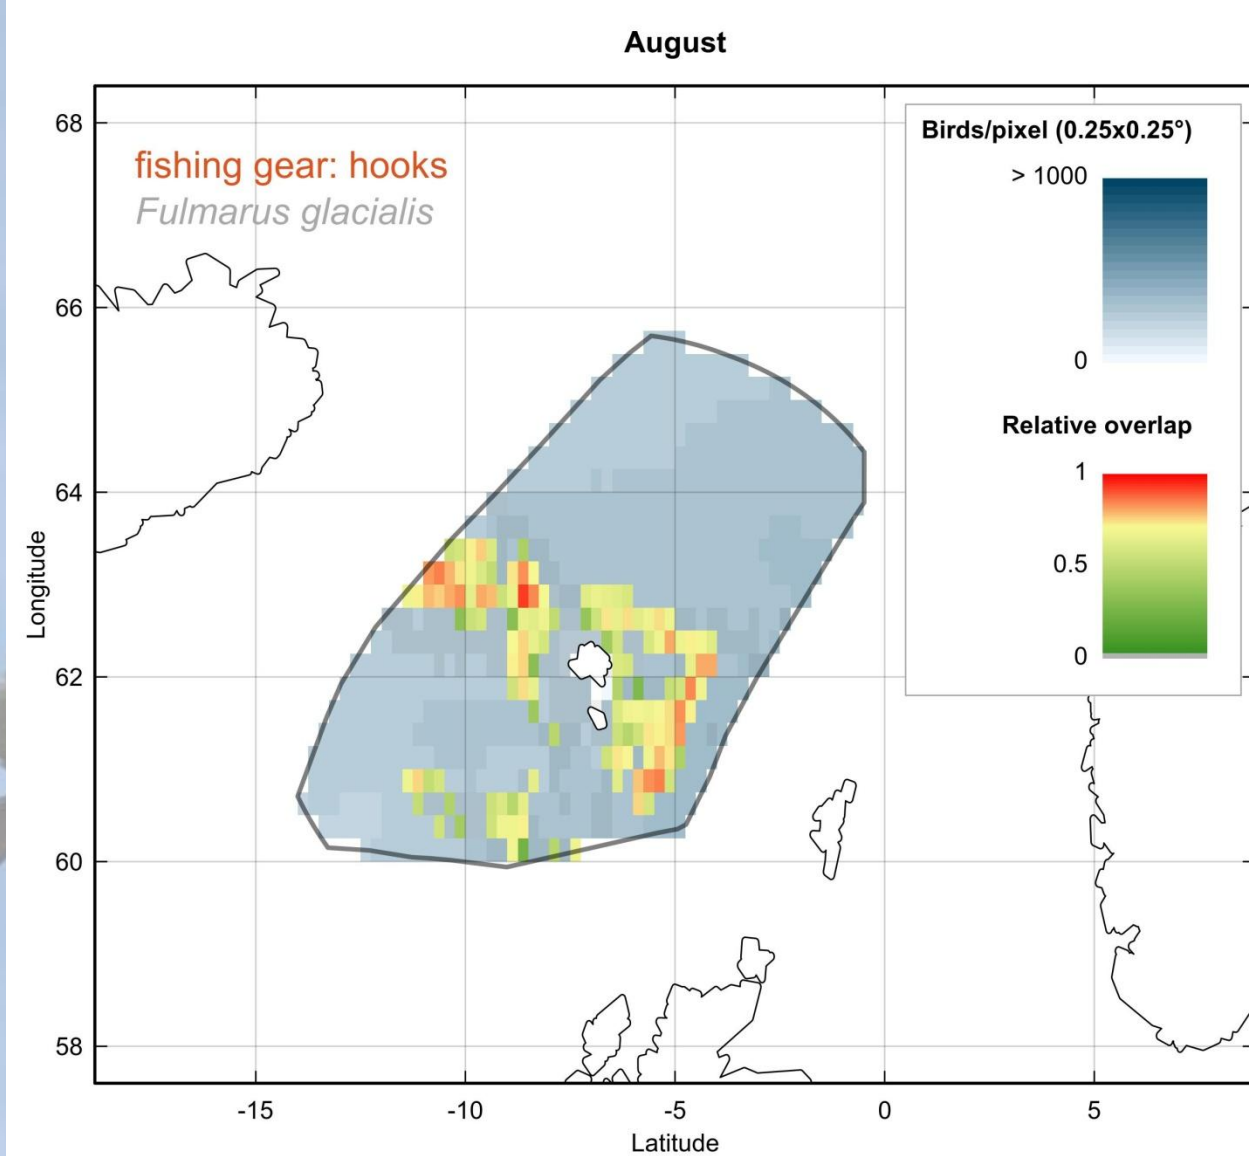 August
fishing gear: hooks
Fulmarus glacialis
Birds/pixel (0.25x0.25°)
> 1000
0
Relative overlap
1
0.5
0
68
66
64
62
60
58
Longitude
-15
-10
-5
0
5
Latitude